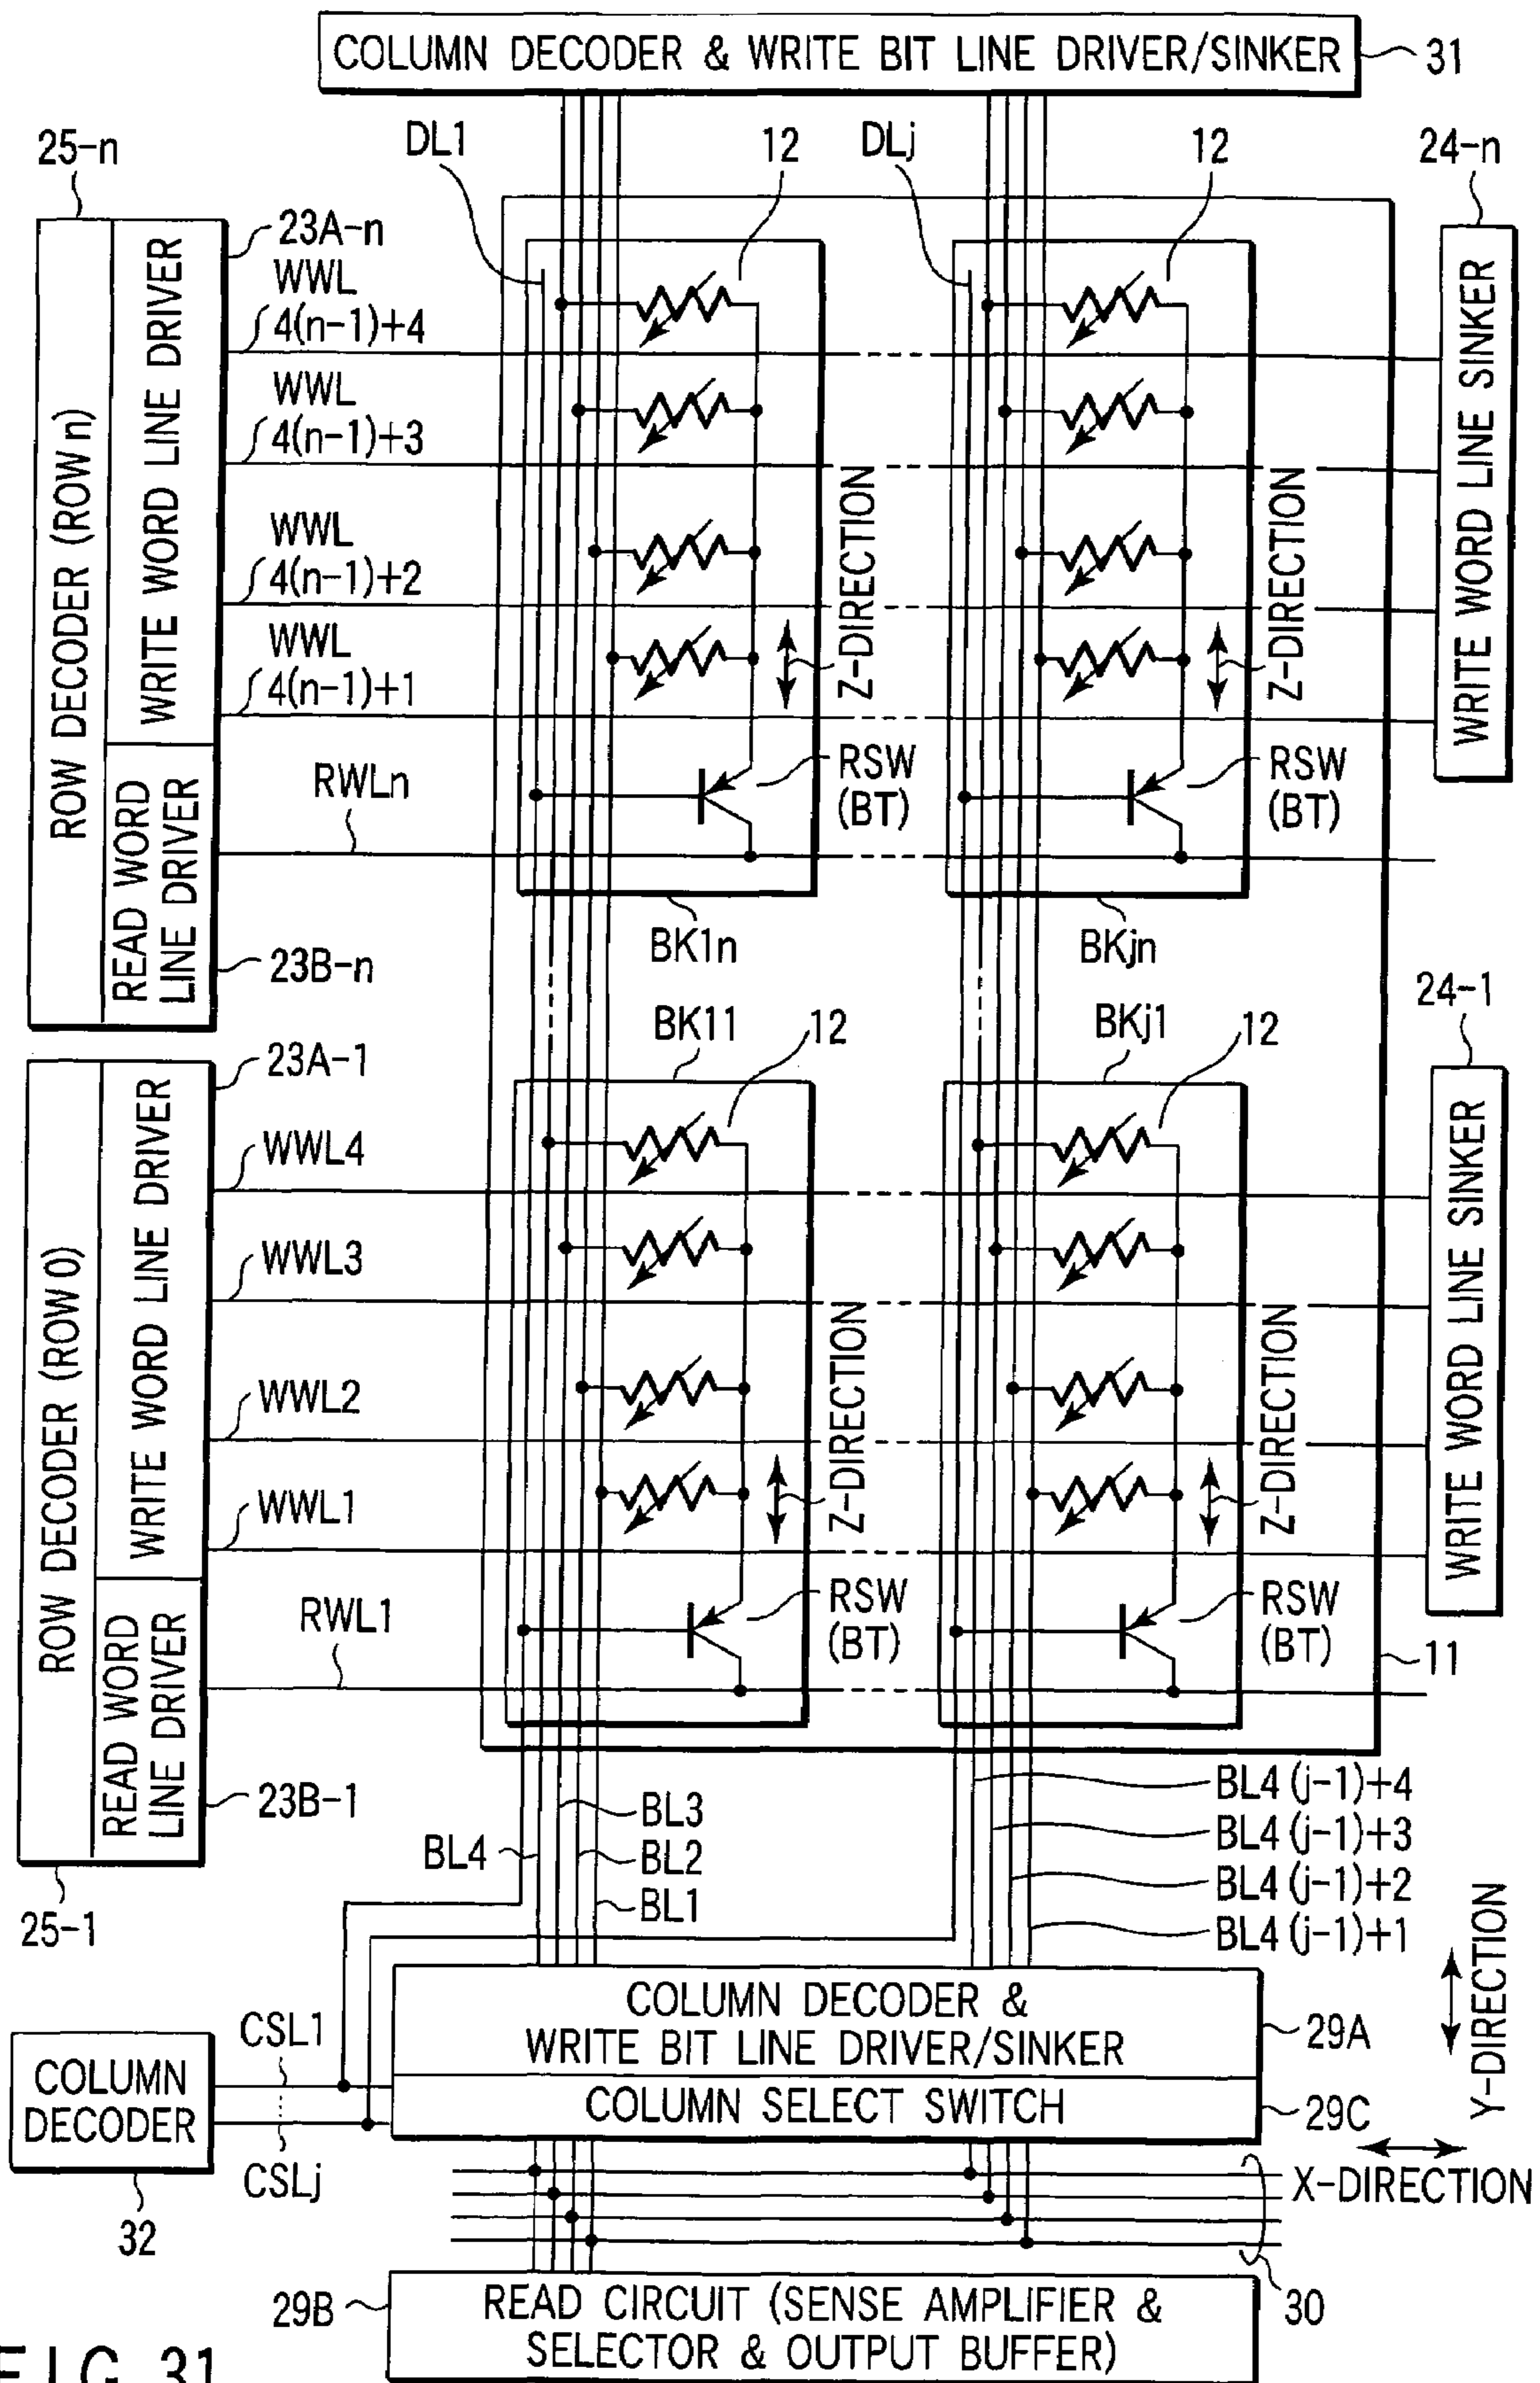 COLUMN DECODER & WRITE BIT LINE DRIVER/SINKER
31
25-n
DL1
12
DLj
12
24-n
ROW DECODER (ROW n)
WRITE WORD LINE DRIVER
READ WORD
LINE DRIVER
23A-n
WWL
4(n-1)+4
WWL
4(n-1)+3
WWL
4(n-1)+2
WWL
4(n-1)+1
RWLn
23B-n
Z-DIRECTION
RSW
(BT)
BK1n
Z-DIRECTION
RSW
(BT)
BKjn
WRITE WORD LINE SINKER
24-1
BK11
12
BKj1
12
ROW DECODER (ROW 0)
WRITE WORD LINE DRIVER
READ WORD
LINE DRIVER
23A-1
WWL4
WWL3
WWL2
WWL1
RWL1
23B-1
25-1
Z-DIRECTION
RSW
(BT)
Z-DIRECTION
RSW
(BT)
WRITE WORD LINE SINKER
11
BL4
BL3
BL2
BL1
BL4 (j-1)+4
BL4 (j-1)+3
BL4 (j-1)+2
BL4 (j-1)+1
Y-DIRECTION
X-DIRECTION
COLUMN
DECODER
32
CSL1
CSLj
COLUMN DECODER &
WRITE BIT LINE DRIVER/SINKER
29A
COLUMN SELECT SWITCH
29C
30
29B
READ CIRCUIT (SENSE AMPLIFIER &
SELECTOR & OUTPUT BUFFER)
FIG. 31